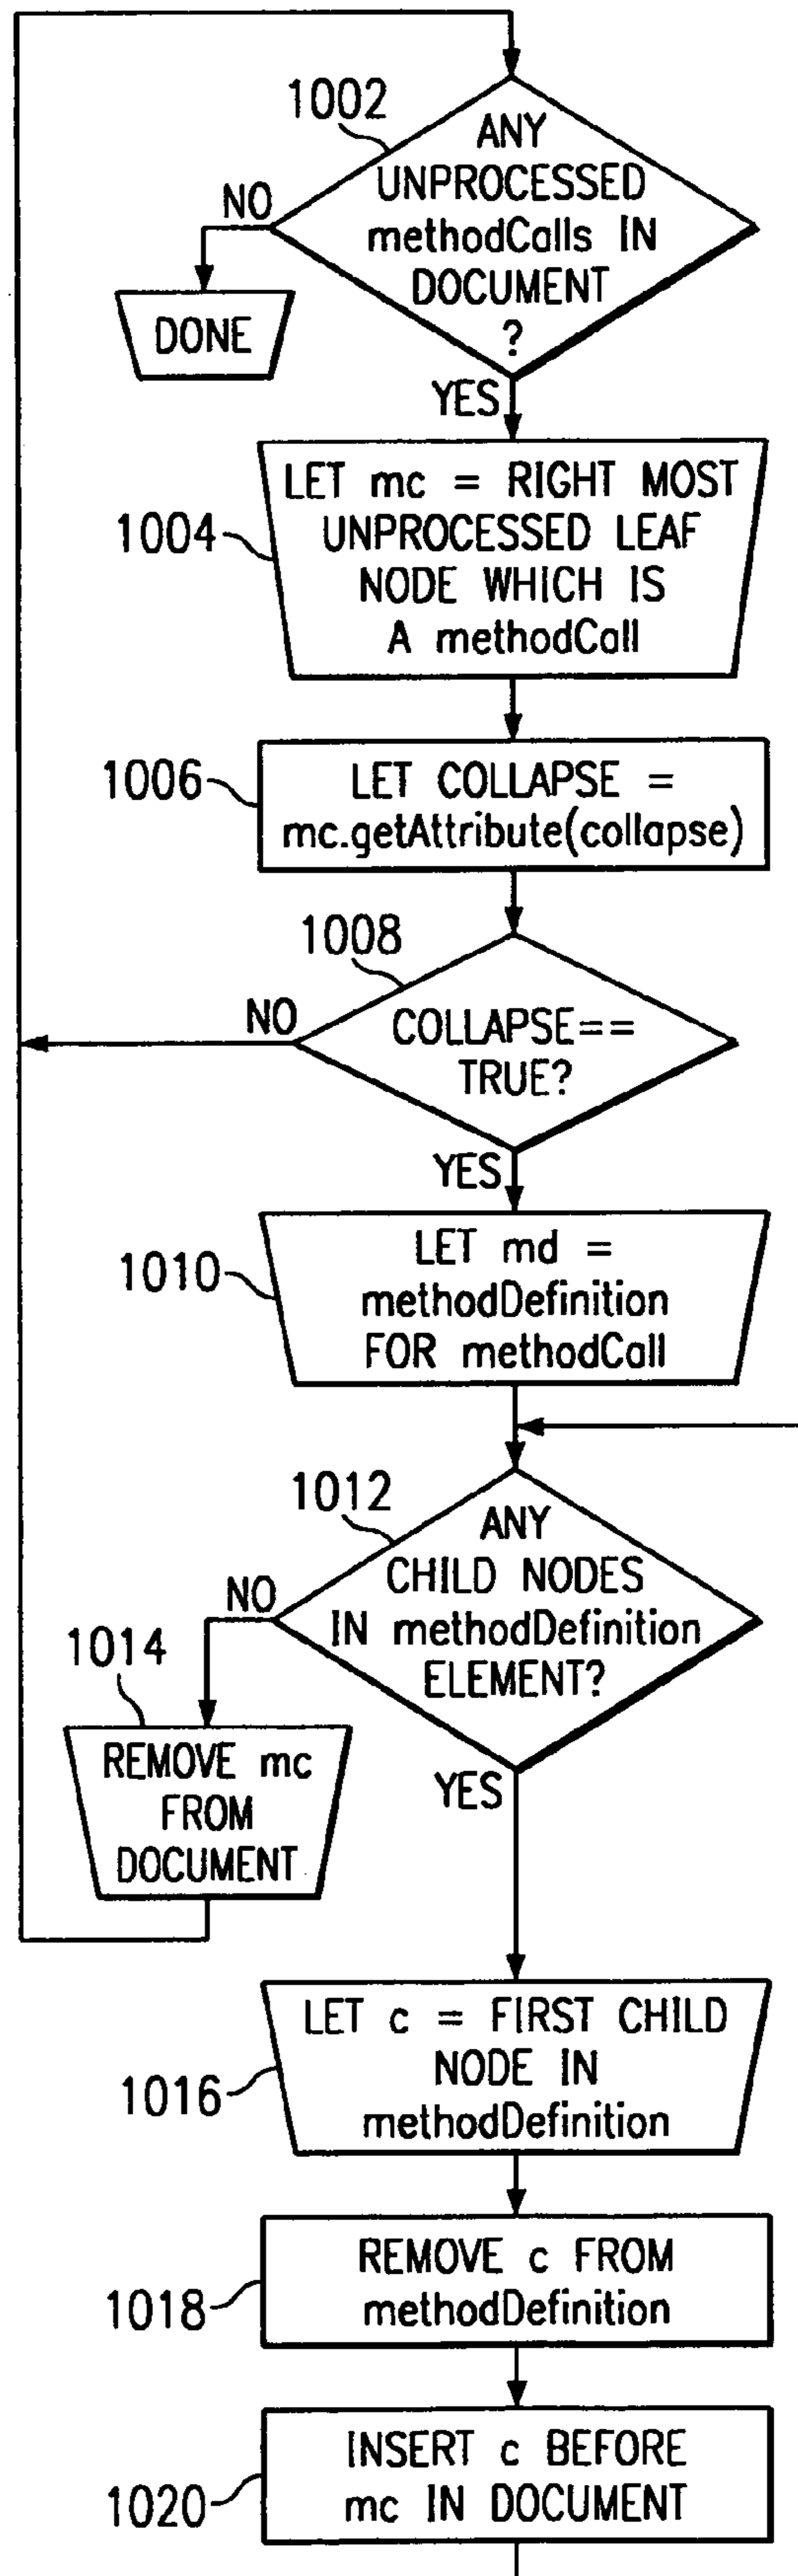 1002
ANY
UNPROCESSED
methodCalls IN
DOCUMENT
?
NO
DONE
YES
1004
LET mc = RIGHT MOST
UNPROCESSED LEAF
NODE WHICH IS
A methodCall
1006
LET COLLAPSE =
mc.getAttribute(collapse)
1008
NO
COLLAPSE==
TRUE?
YES
1010
LET md =
methodDefinition
FOR methodCall
1012
ANY
CHILD NODES
IN methodDefinition
ELEMENT?
NO
1014
REMOVE mc
FROM
DOCUMENT
YES
1016
LET c = FIRST CHILD
NODE IN
methodDefinition
1018
REMOVE c FROM
methodDefinition
1020
INSERT c BEFORE
mc IN DOCUMENT